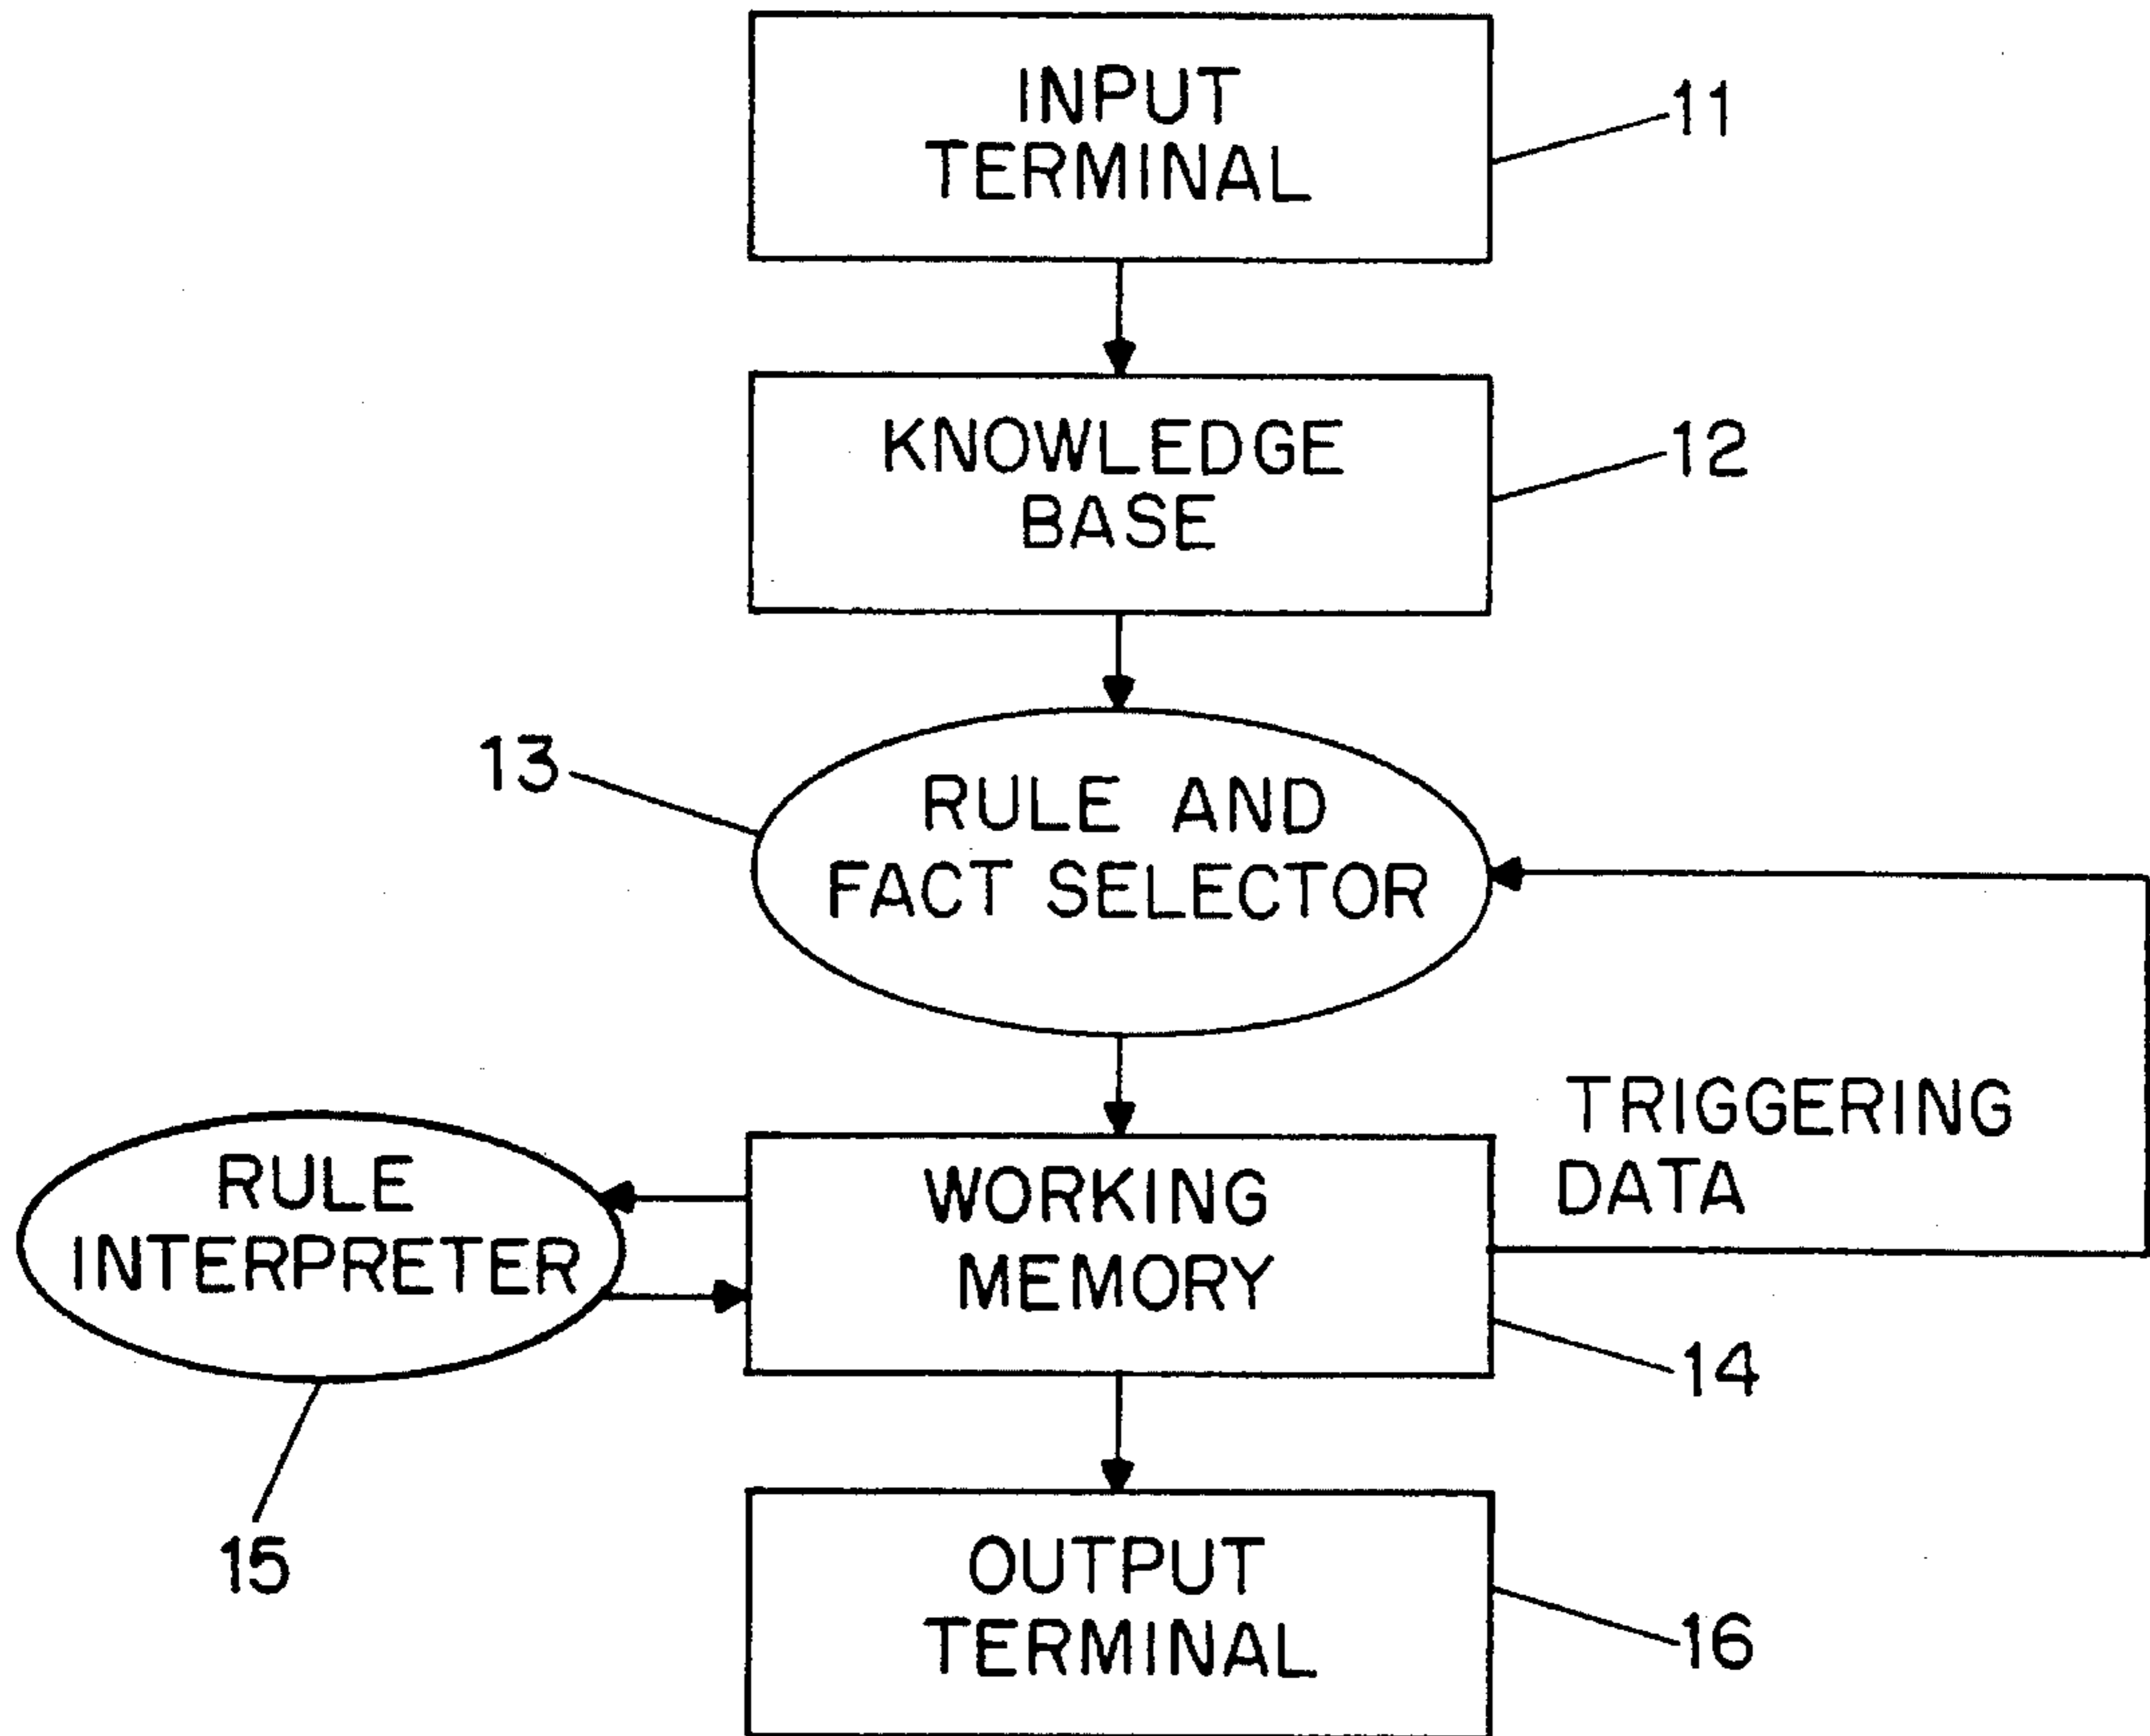 INPUT
TERMINAL
11
KNOWLEDGE
BASE
12
13
RULE AND
FACT SELECTOR
TRIGGERING
DATA
RULE
INTERPRETER
WORKING
MEMORY
14
15
OUTPUT
TERMINAL
16